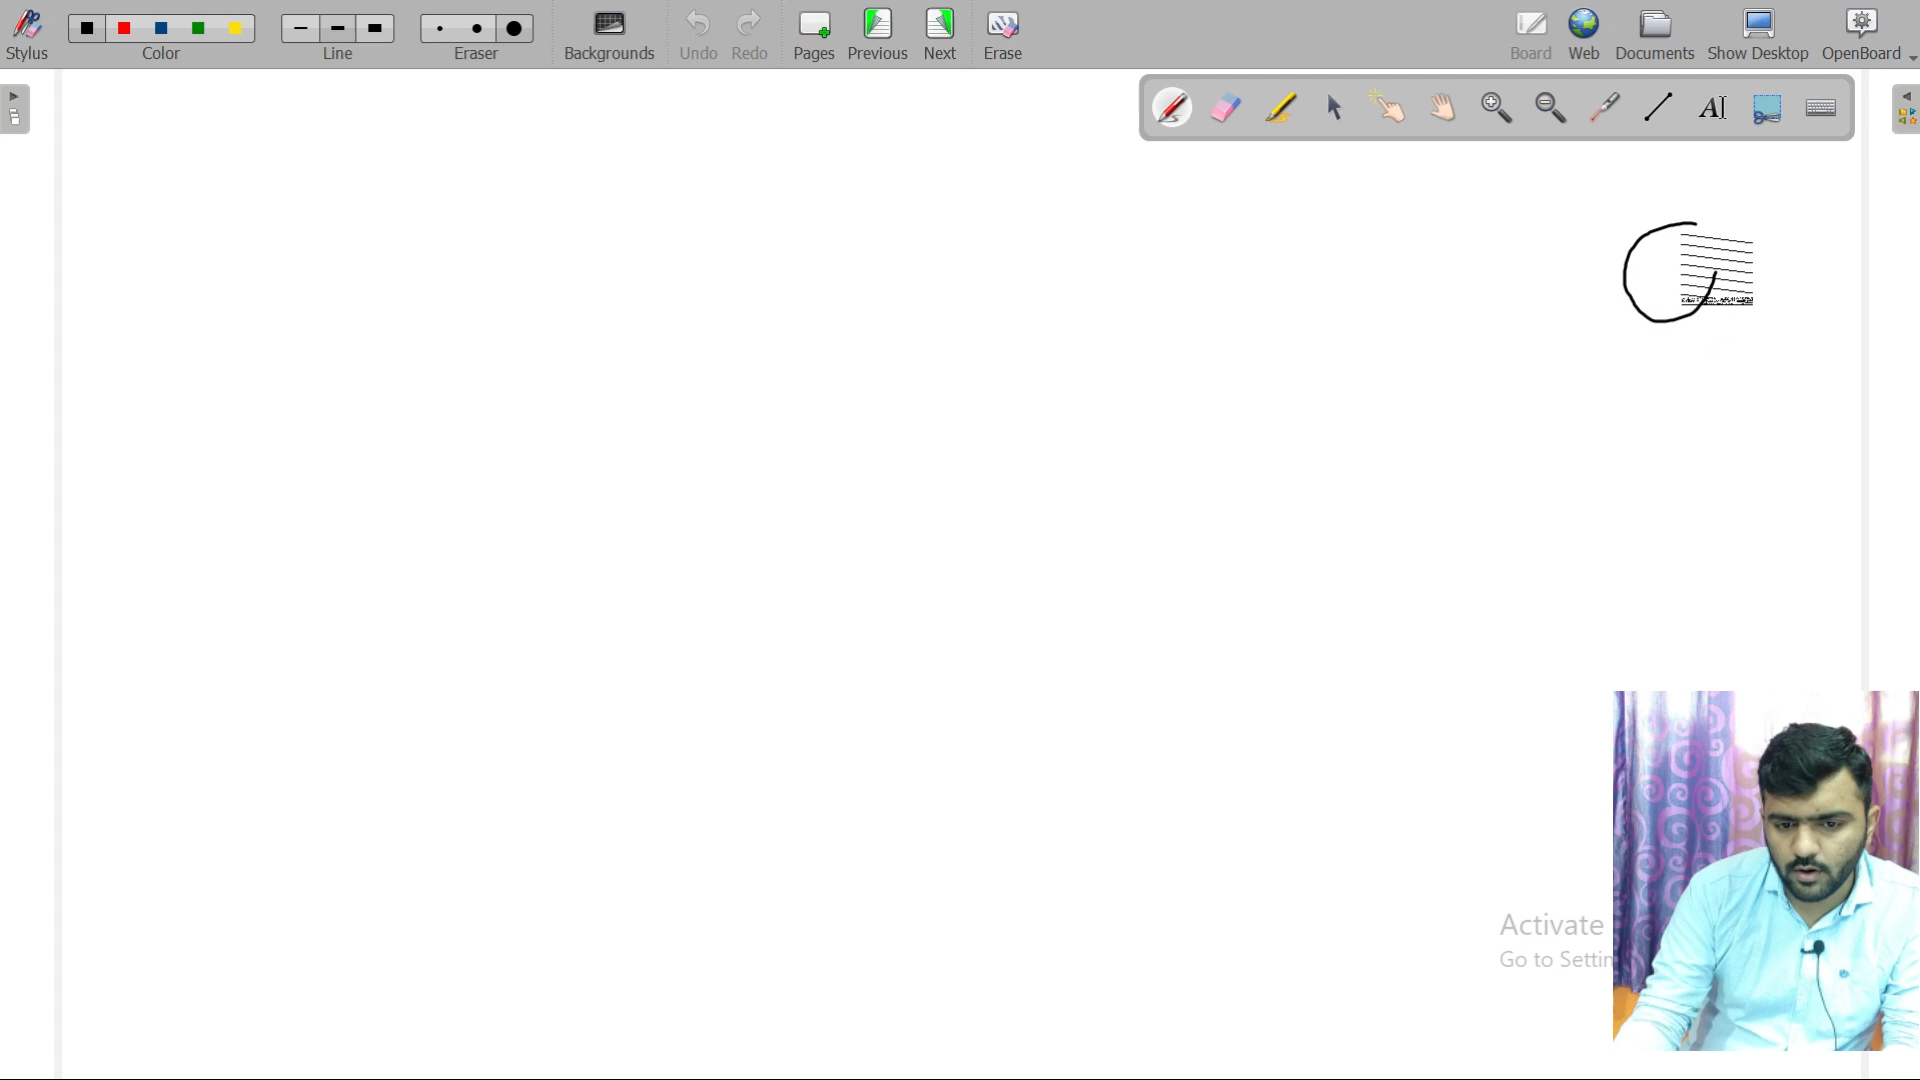 Stylus
Color
Line
Eraser
Backgrounds
Undo
Redo
Pages
Previous
Next
Erase
Board
Web
Documents
Show Desktop
OpenBoard
AI
Activate
Go to Settin